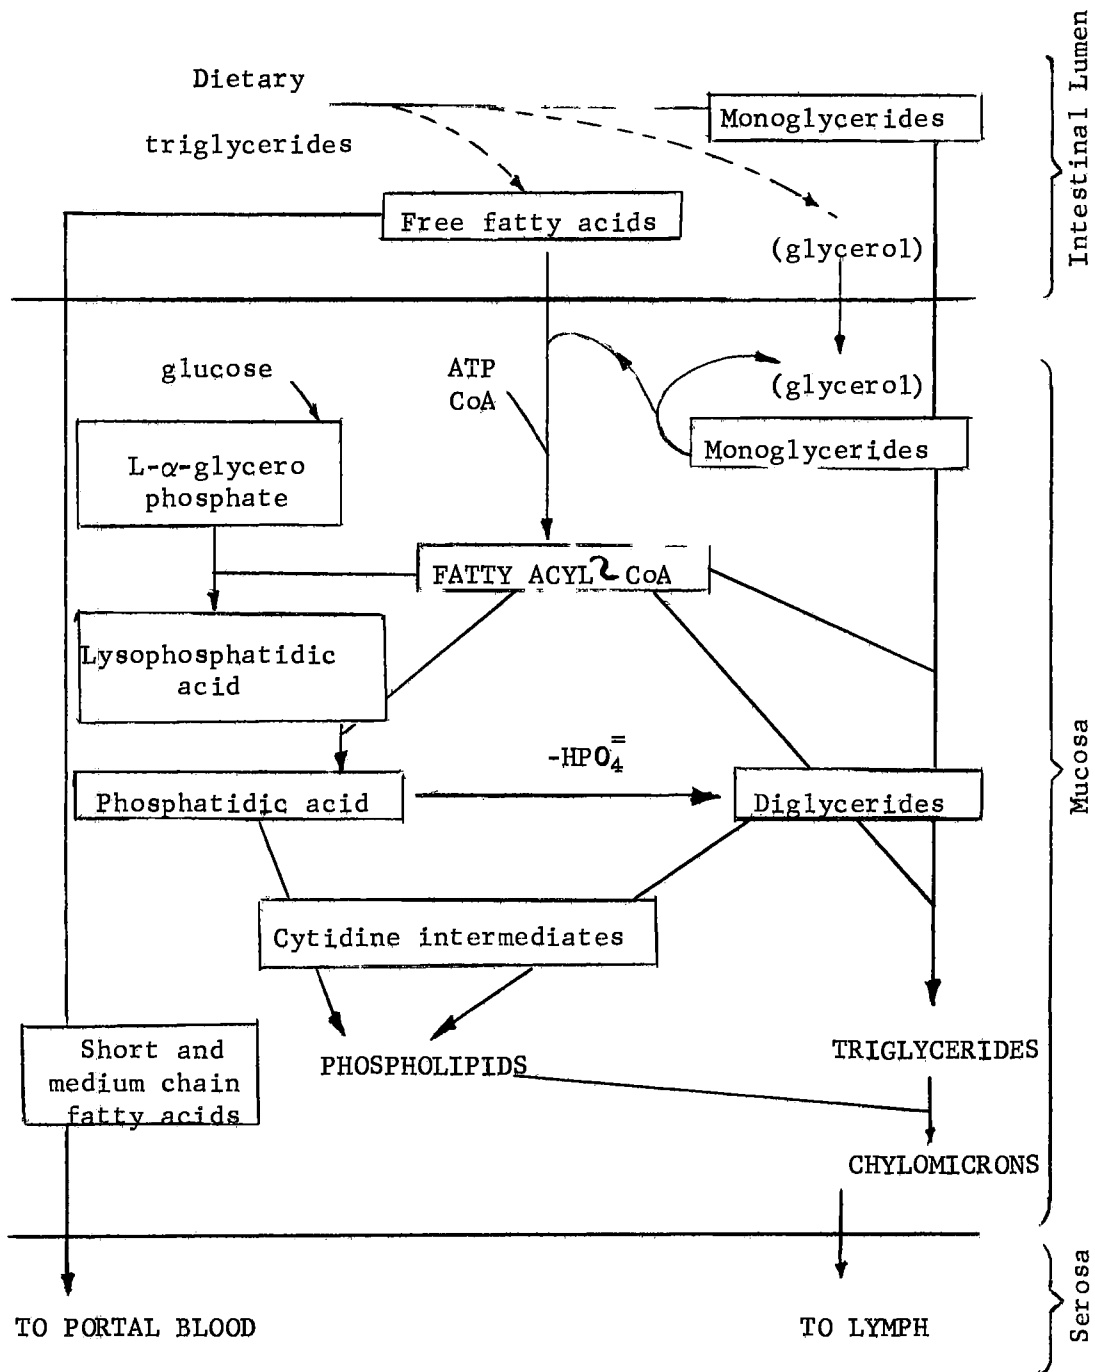 Dietary
triglycerides
Monoglycerides
Free fatty acids
(glycerol)
Intestinal Lumen
glucose
ATP
CoA
(glycerol)
Monoglycerides
L-α-glycero
phosphate
FATTY ACYL~CoA
Lysophosphatidic
acid
-HPO₄⁼
Phosphatidic acid
Diglycerides
Mucosa
Cytidine intermediates
Short and
medium chain
fatty acids
PHOSPHOLIPIDS
TRIGLYCERIDES
CHYLOMICRONS
Serosa
TO PORTAL BLOOD
TO LYMPH